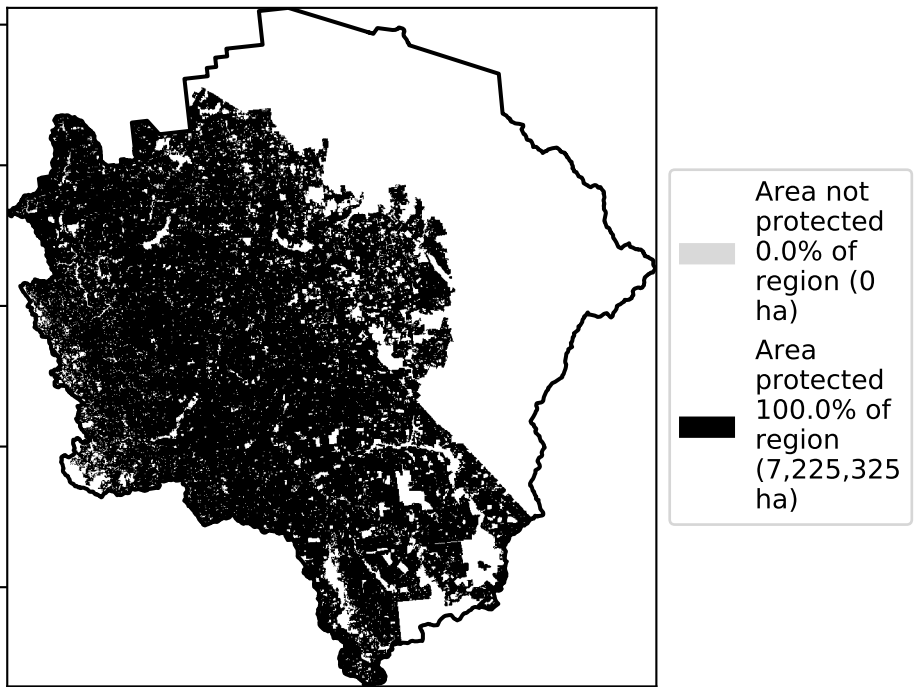 Area not
protected
0.0% of
region (0
ha)
Area
protected
100.0% of
region
(7,225,325
ha)